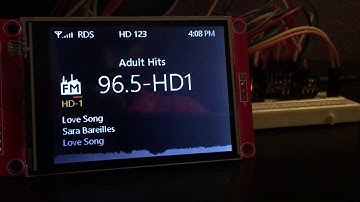 RDS HD 123 4:08 PM
Adult Hits
FM 96.5-HD1
HD-1
Love Song
Sara Bareilles
Love Song